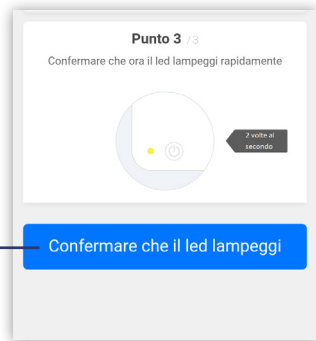 Punto 3 /3
Confermare che ora il led lampeggi rapidamente
2 volte al
secondo
Confermare che il led lampeggi